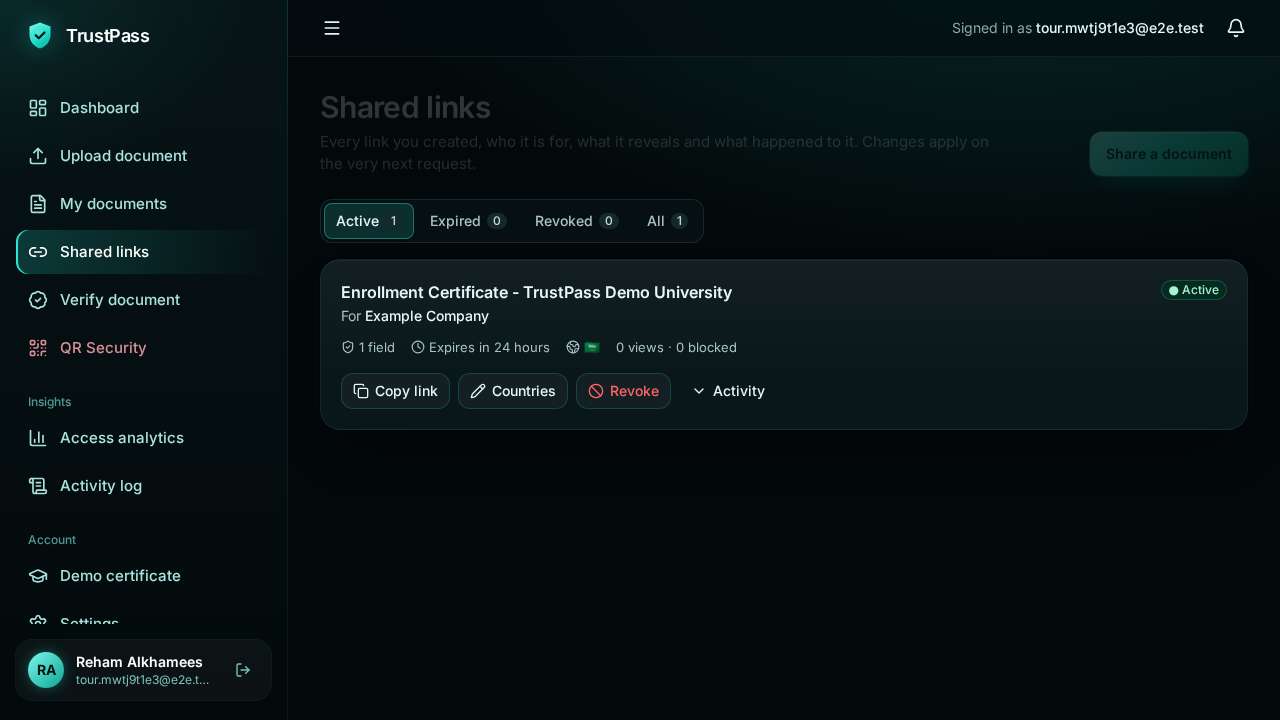 TrustPass
Signed in as tour.mwtj9t1e3@e2e.test
Dashboard
Upload document
My documents
Shared links
Verify document
QR Security
Insights
Access analytics
Activity log
Account
Demo certificate
Settings
RA
Reham Alkhamees
tour.mwtj9t1e3@e2e.t...
Shared links
Every link you created, who it is for, what it reveals and what happened to it. Changes apply on
the very next request.
Share a document
Active 1 Expired 0 Revoked 0 All 1
Enrollment Certificate - TrustPass Demo University
Active
For Example Company
1 field Expires in 24 hours 0 views · 0 blocked
Copy link Countries Revoke Activity